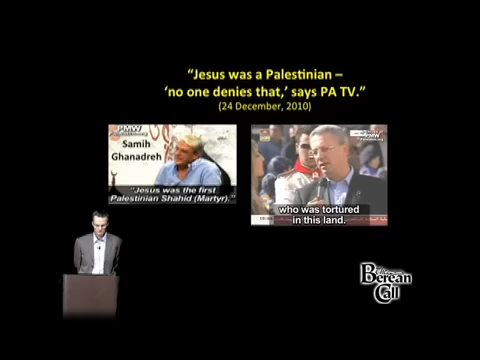 “Jesus was a Palestinian –
‘no one denies that,’ says PA TV.”
(24 December, 2010)
PMW
Samih
Ghanadreh
"Jesus was the first
Palestinian Shahid (Martyr)."
PMW
who was tortured
in this land.
The
Berean
Call